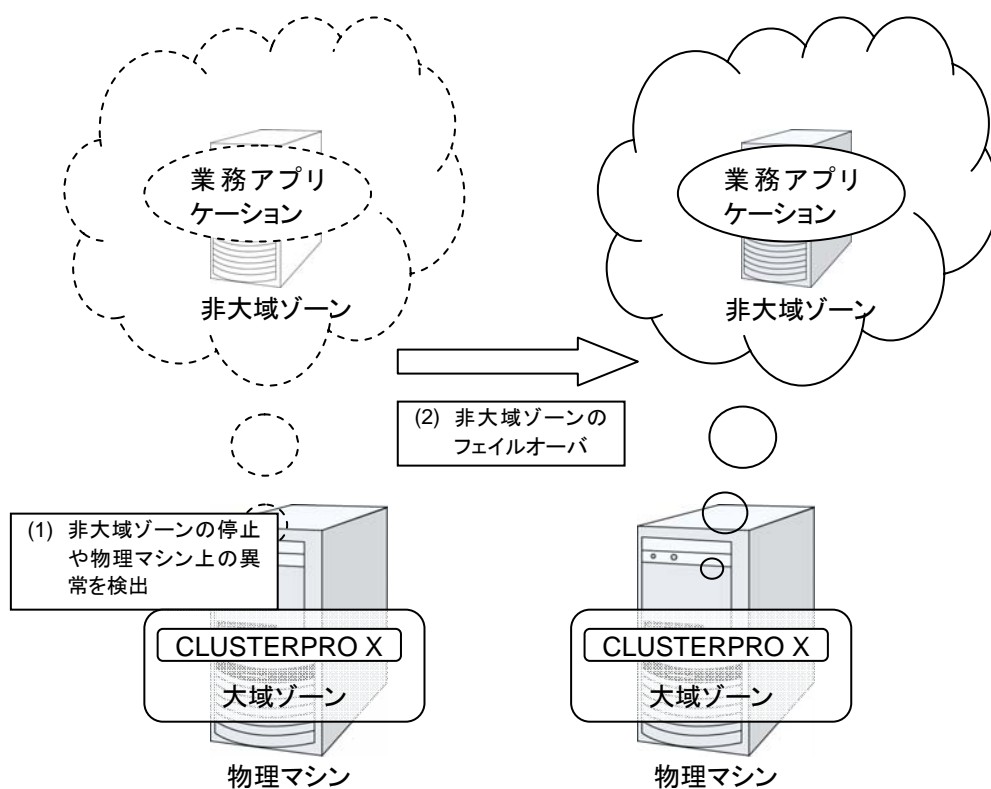 業務アプリ
ケーション
非大域ゾーン
業務アプリ
ケーション
非大域ゾーン
(2) 非大域ゾーンの
フェイルオーバ
(1) 非大域ゾーンの停止
や物理マシン上の異
常を検出
CLUSTERPRO X
大域ゾーン
物理マシン
CLUSTERPRO X
大域ゾーン
物理マシン